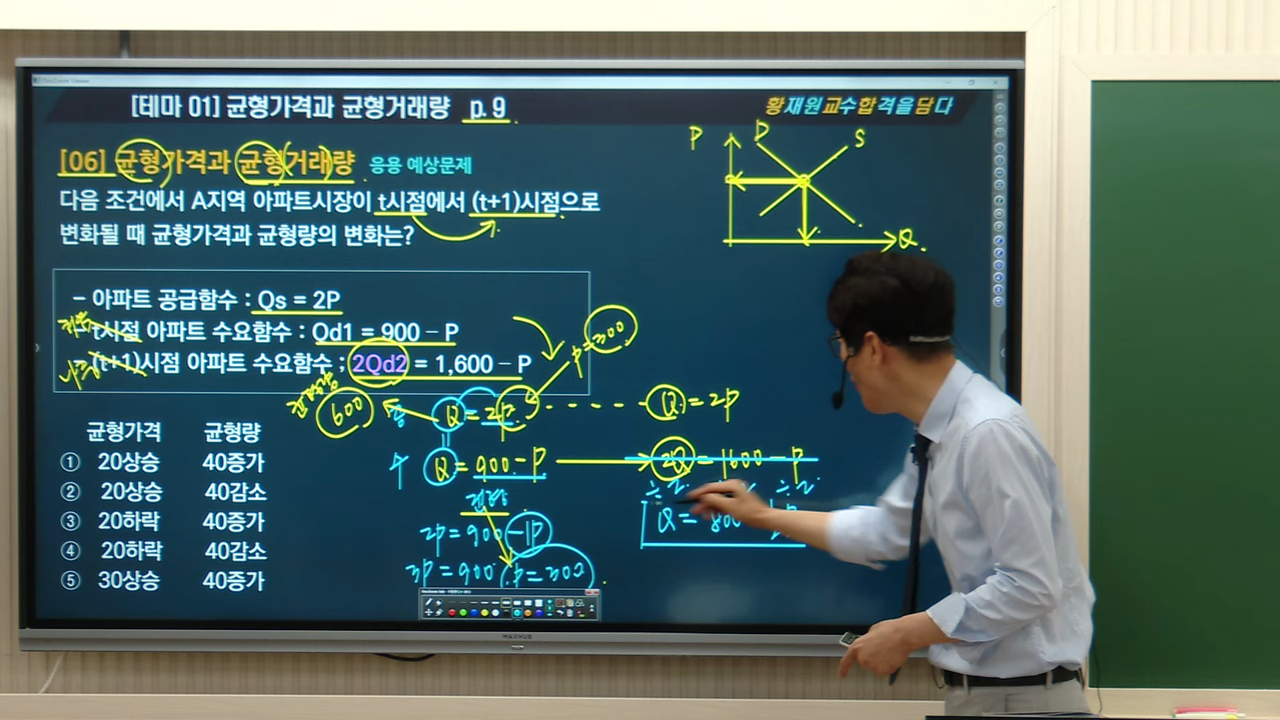 [테마 01] 균형가격과 균형거래량 p.9
황재원교수합격을담다
[06] 균형가격과 균형(거래)량 응용 예상문제
다음 조건에서 A지역 아파트시장이 t시점에서 (t+1)시점으로
변화될 때 균형가격과 균형량의 변화는?
- 아파트 공급함수 : Qs = 2P
- t시점 아파트 수요함수 : Qd1 = 900 - P
- (t+1)시점 아파트 수요함수 ; 2Qd2 = 1,600 - P
균형가격 균형량
① 20상승 40증가
② 20상승 40감소
③ 20하락 40증가
④ 20하락 40감소
⑤ 30상승 40증가
P D S
Q
P=300
600
Q = 2P
Q = 2P
Q = 900 - P
2Q = 1600 - P
÷2 ÷2
Q = 800
2P = 900 - 1P
3P = 900 P = 300